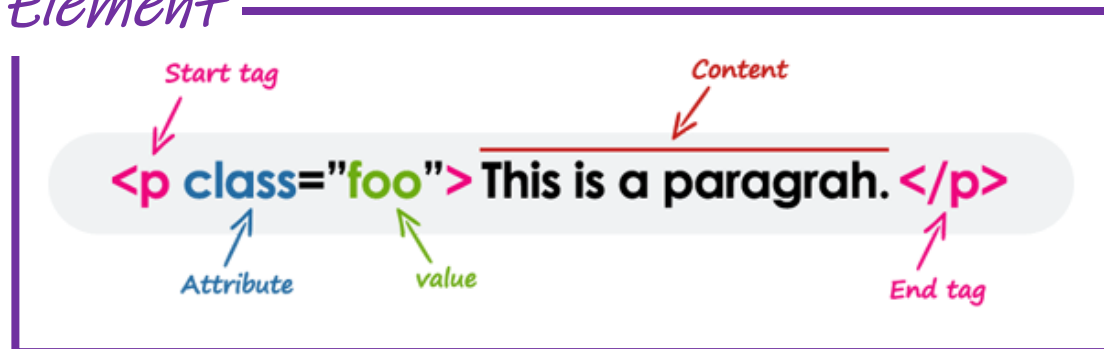 Element
Start tag
Content
<p class="foo"> This is a paragrah. </p>
Attribute
value
End tag